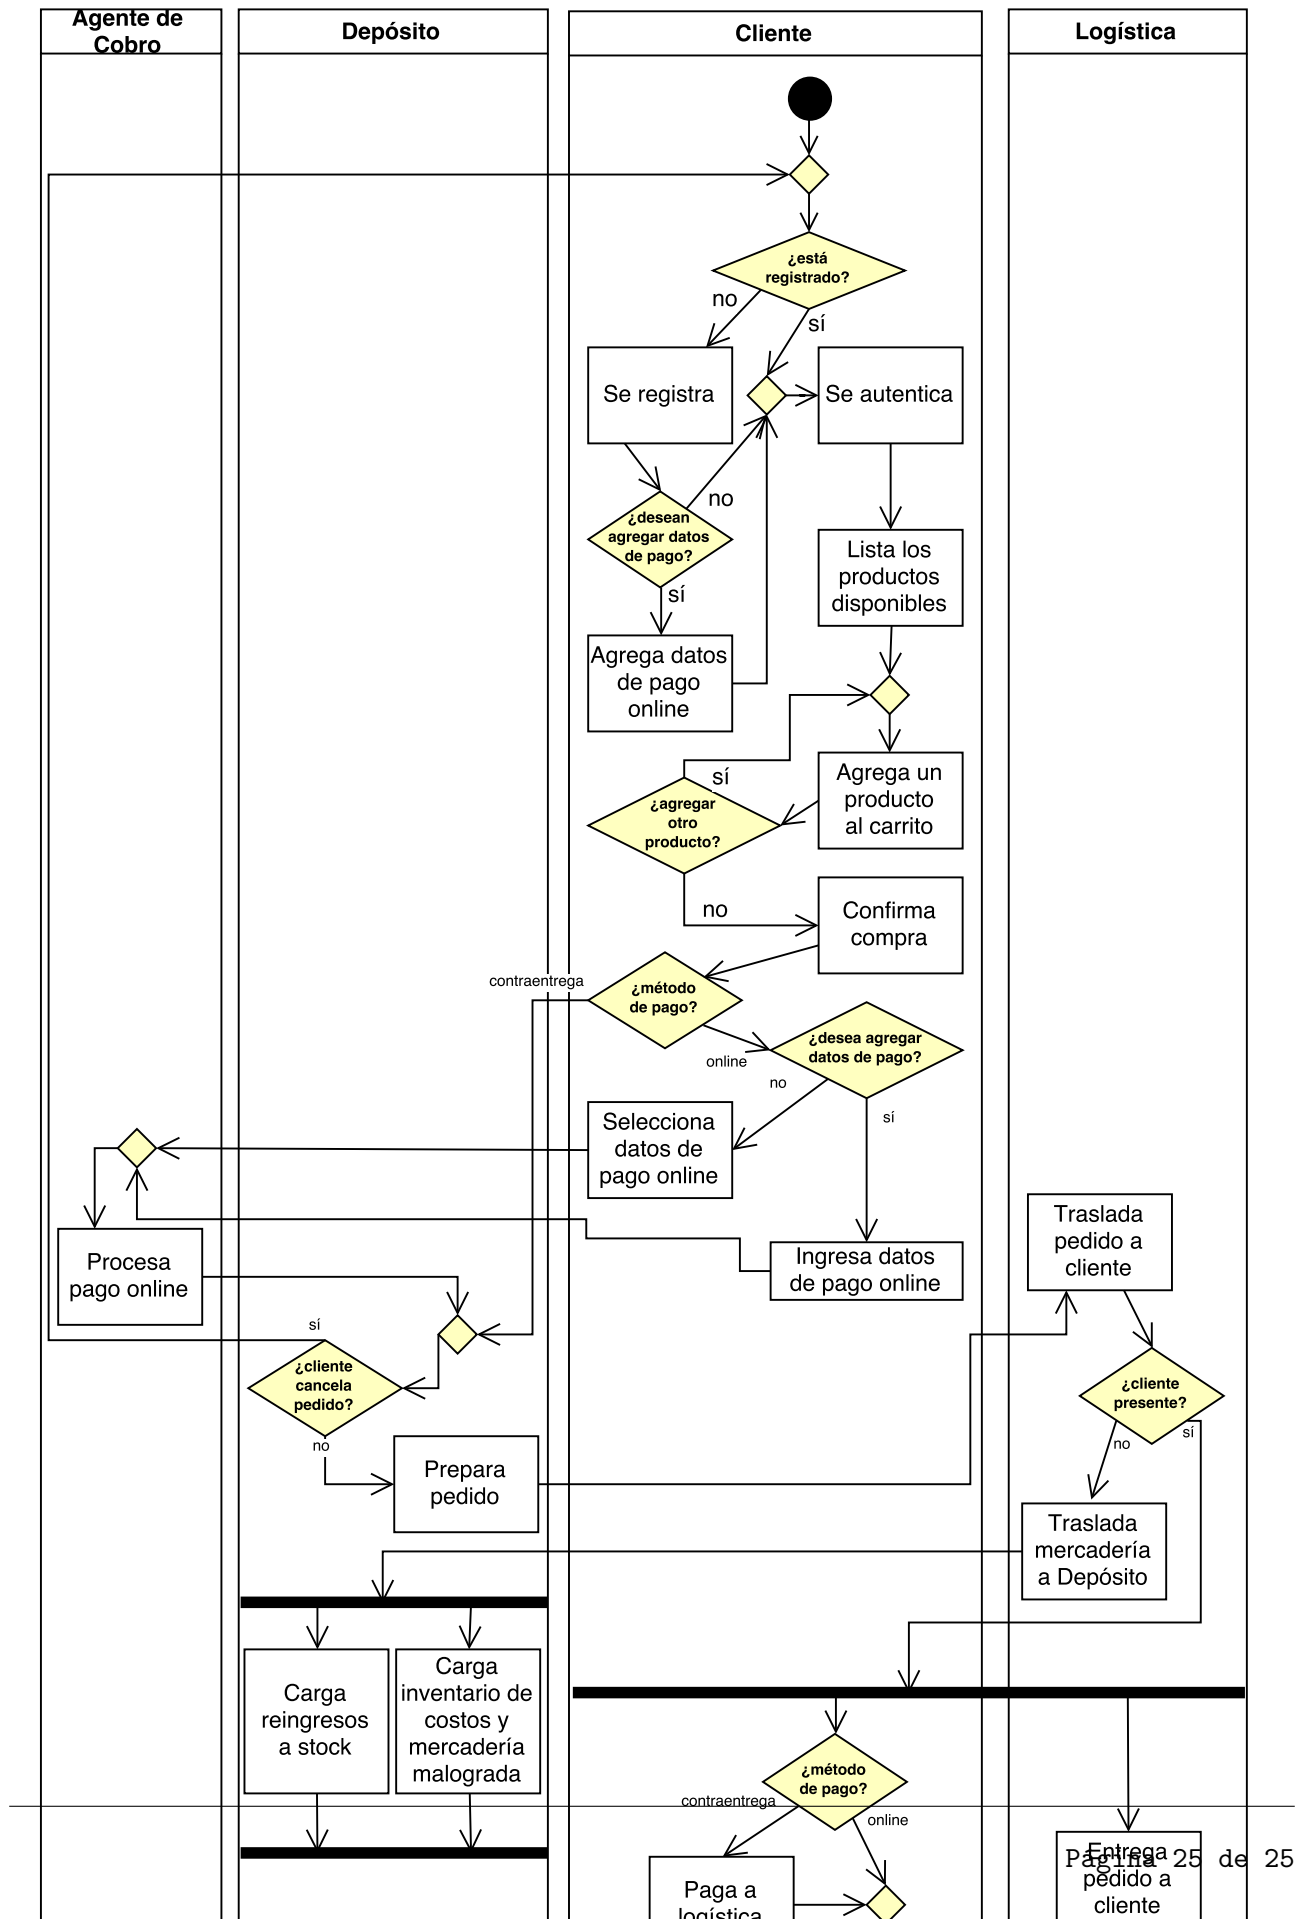 Agente de
Cobro
Depósito
Cliente
Logística
¿está
registrado?
no
sí
Se registra
Se autentica
no
¿desean
agregar datos
de pago?
sí
Lista los
productos
disponibles
Agrega datos
de pago
online
sí
Agrega un
producto
al carrito
¿agregar
otro
producto?
no
Confirma
compra
contraentrega
¿método
de pago?
¿desea agregar
datos de pago?
online
no
sí
Selecciona
datos de
pago online
Traslada
pedido a
cliente
Procesa
pago online
Ingresa datos
de pago online
sí
¿cliente
cancela
pedido?
¿cliente
presente?
no
sí
no
Prepara
pedido
Traslada
mercadería
a Depósito
Carga
reingresos
a stock
Carga
inventario de
costos y
mercadería
malograda
¿método
de pago?
contraentrega
online
Entrega
pedido a
cliente
Página 25 de 25
Paga a
logística